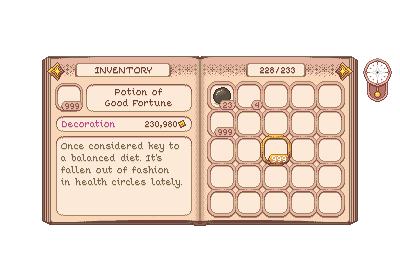 INVENTORY
999
Potion of
Good Fortune
Decoration 230,980
Once considered key to
a balanced diet. It's
fallen out of fashion
in health circles lately.
228/233
23 4
999
999